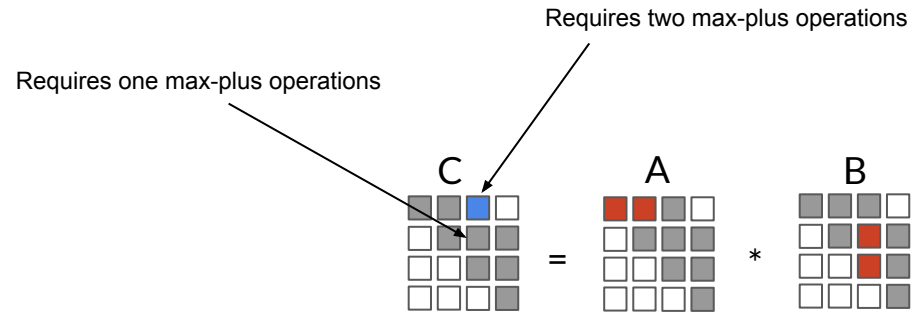 Requires two max-plus operations
Requires one max-plus operations
C
A
B
=
*